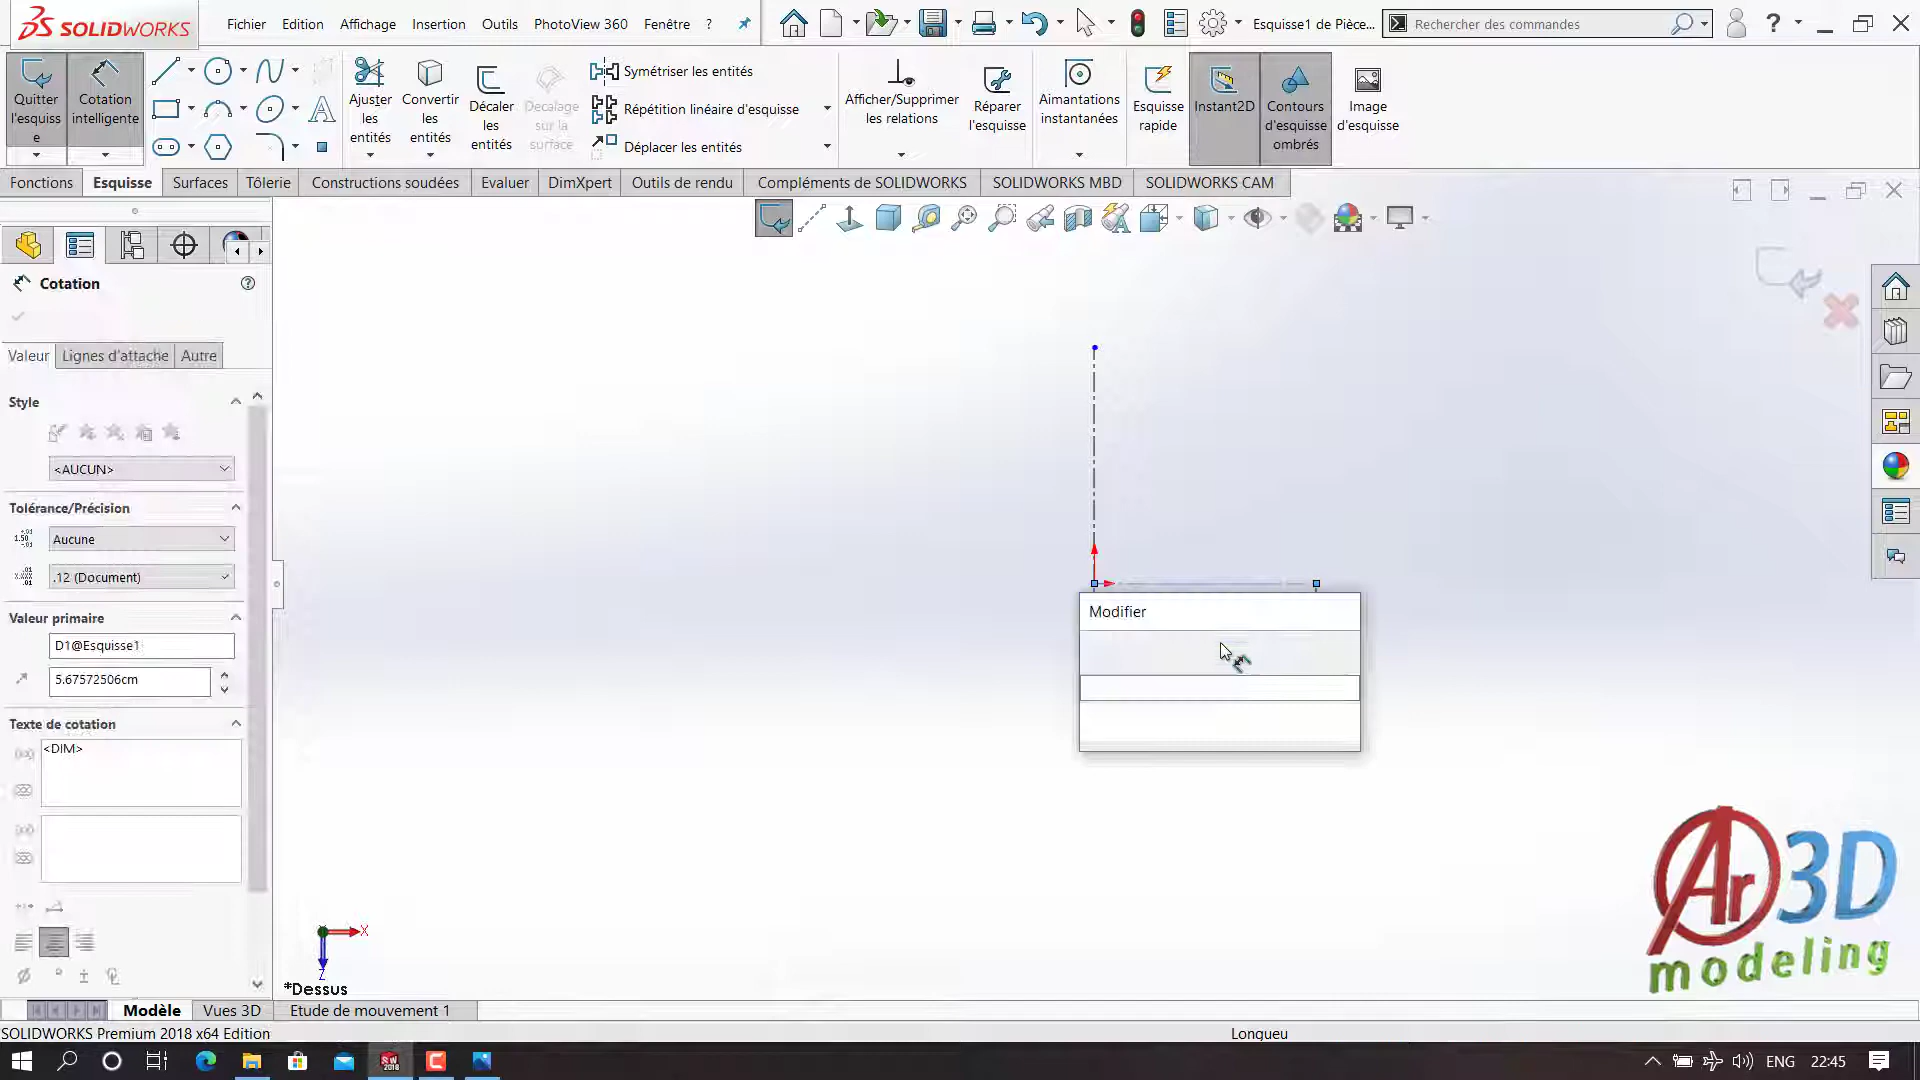 SOLIDWORKS
Fichier Edition Affichage Insertion Outils PhotoView 360 Fenêtre ?
Esquisse1 de Pièce...
Rechercher des commandes
?
Quitter
l'esquiss
e
Cotation
intelligente
Ajuster
les
entités
Convertir
les
entités
Décaler
les
entités
Decalage
sur la
surface
Symétriser les entités
Répétition linéaire d'esquisse
Déplacer les entités
Afficher/Supprimer
les relations
Réparer
l'esquisse
Aimantations
instantanées
Esquisse
rapide
Instant2D
Contours
d'esquisse
ombrés
Image
d'esquisse
Fonctions Esquisse Surfaces Tôlerie Constructions soudées Evaluer DimXpert Outils de rendu Compléments de SOLIDWORKS SOLIDWORKS MBD SOLIDWORKS CAM
Cotation
Valeur Lignes d'attache Autre
Style
<AUCUN>
Tolérance/Précision
Aucune
.12 (Document)
Valeur primaire
D1@Esquisse1
5.67572506cm
Texte de cotation
<DIM>
Modifier
X
Z
*Dessus
Ar3D
modeling
Modèle Vues 3D Etude de mouvement 1
SOLIDWORKS Premium 2018 x64 Edition
Longueu
ENG 22:45